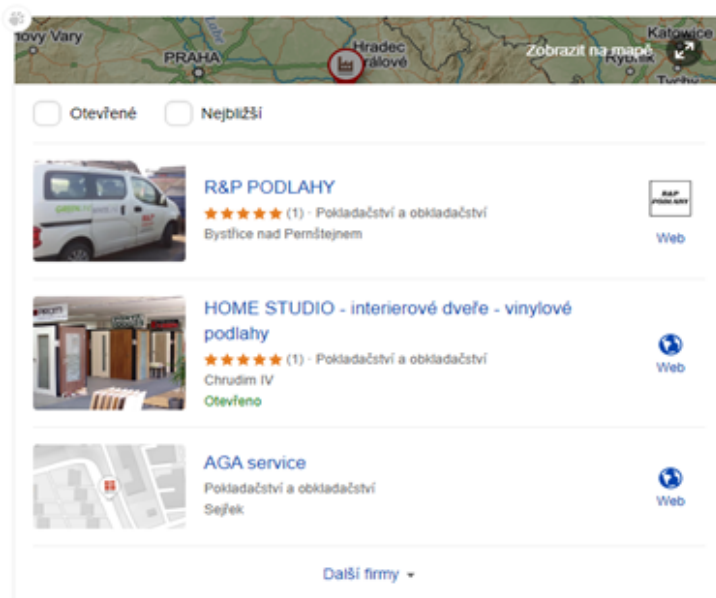 ovy Vary
PRAHA
Hradec
rálové
Zobrazit na mapě
Katowice
Rybnik
Tychy
Otevřené
Nejbližší
R&P PODLAHY
(1) · Pokladačství a obkladačství
Bystřice nad Pernštejnem
R&P
PODLAHY
Web
HOME STUDIO - interierové dveře - vinylové
podlahy
(1) · Pokladačství a obkladačství
Chrudim IV
Otevřeno
Web
AGA service
Pokladačství a obkladačství
Sejřek
Web
Další firmy